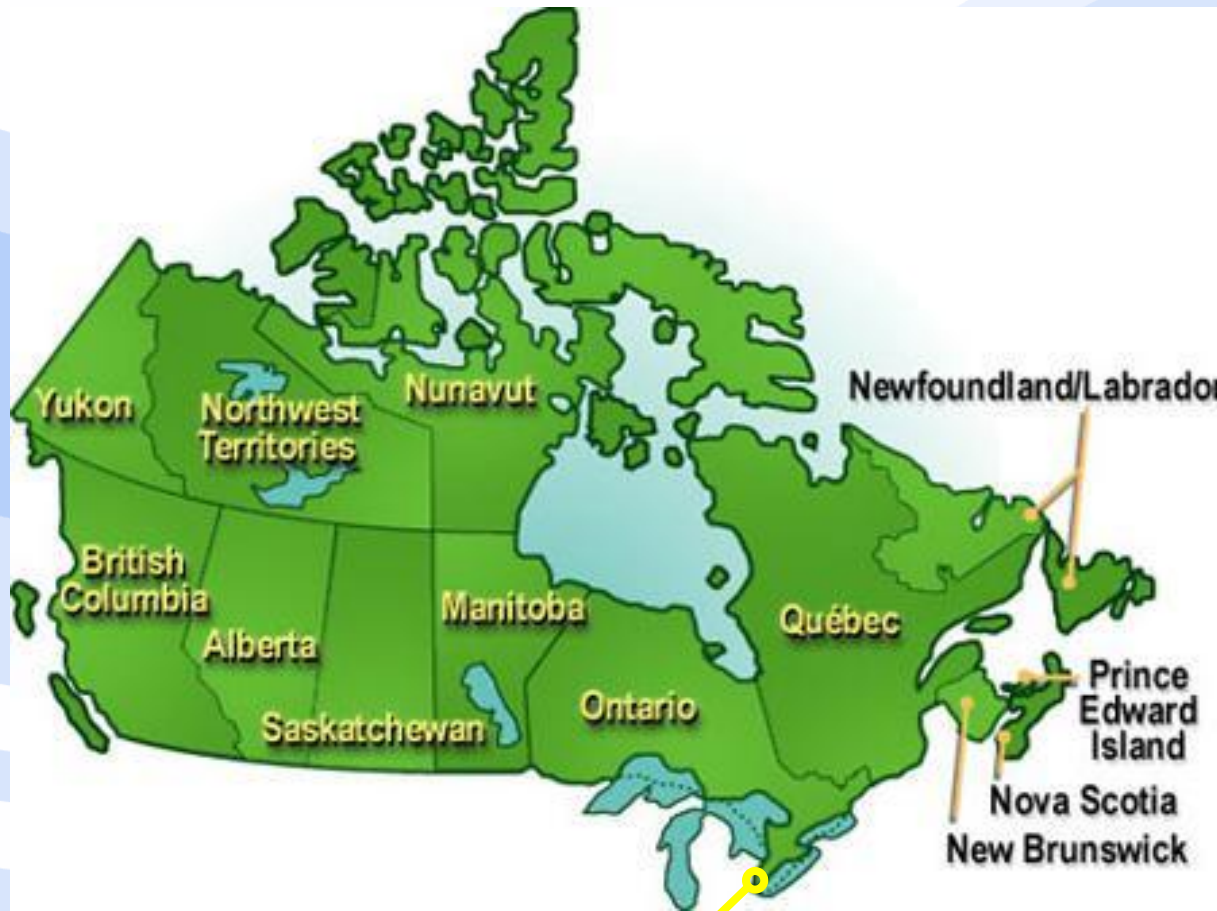 Yukon
Northwest
Territories
Nunavut
Newfoundland/Labrador
British
Columbia
Alberta
Saskatchewan
Manitoba
Ontario
Québec
Prince
Edward
Island
Nova Scotia
New Brunswick